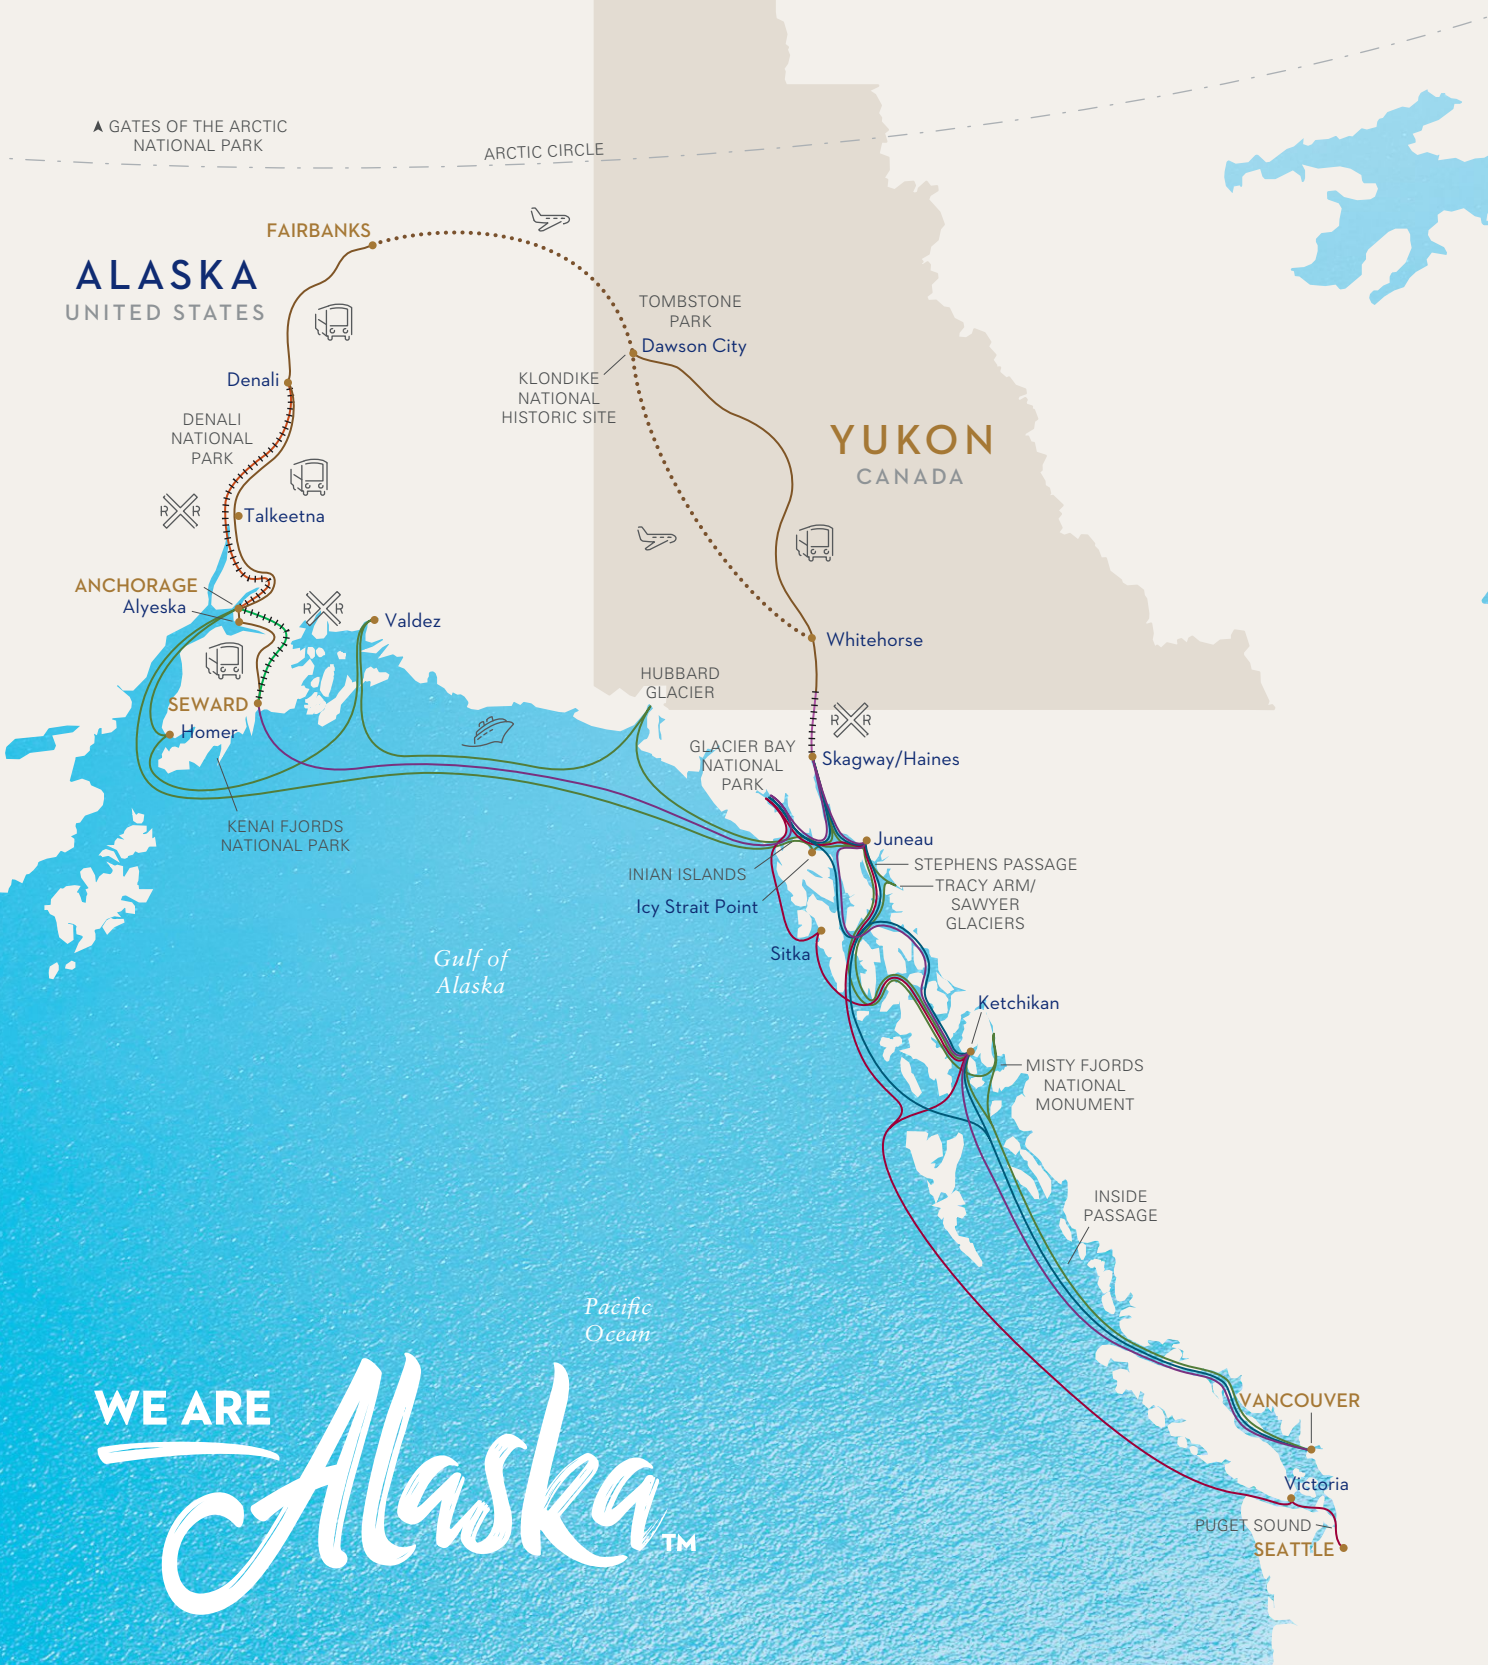 GATES OF THE ARCTIC
NATIONAL PARK
ARCTIC CIRCLE
FAIRBANKS
ALASKA
UNITED STATES
TOMBSTONE
PARK
Dawson City
Denali
KLONDIKE
NATIONAL
HISTORIC SITE
DENALI
NATIONAL
PARK
YUKON
CANADA
R R
Talkeetna
ANCHORAGE
Alyeska
R R
Valdez
Whitehorse
HUBBARD
GLACIER
SEWARD
Homer
R R
GLACIER BAY
NATIONAL
PARK
Skagway/Haines
KENAI FJORDS
NATIONAL PARK
Juneau
STEPHENS PASSAGE
INIAN ISLANDS
TRACY ARM/
SAWYER
GLACIERS
Icy Strait Point
Sitka
Gulf of
Alaska
Ketchikan
MISTY FJORDS
NATIONAL
MONUMENT
INSIDE
PASSAGE
Pacific
Ocean
WE ARE
Alaska TM
VANCOUVER
Victoria
PUGET SOUND
SEATTLE